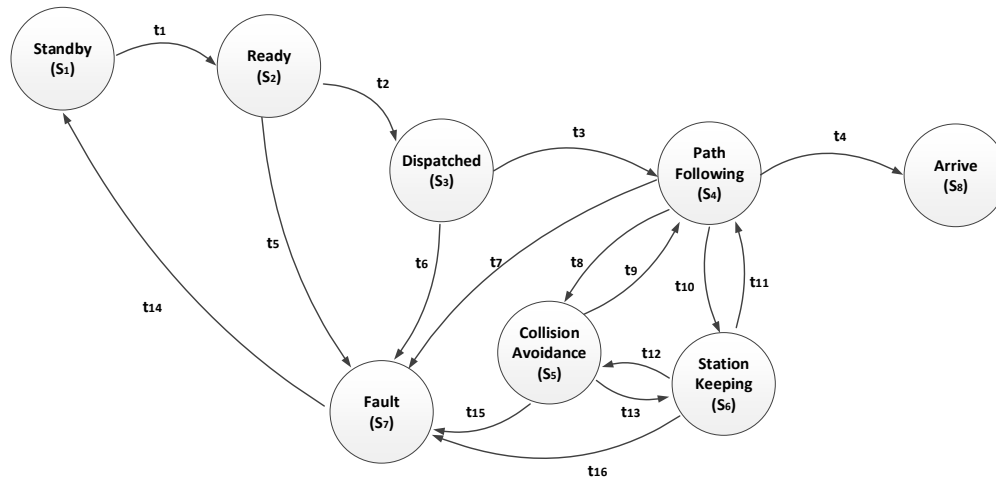 Standby
(S1)
t1
Ready
(S2)
t2
Dispatched
(S3)
t3
Path
Following
(S4)
t4
Arrive
(S8)
t5
t6
t7
t8
t9
t10
t11
t14
Collision
Avoidance
(S5)
t12
t13
Station
Keeping
(S6)
Fault
(S7)
t15
t16